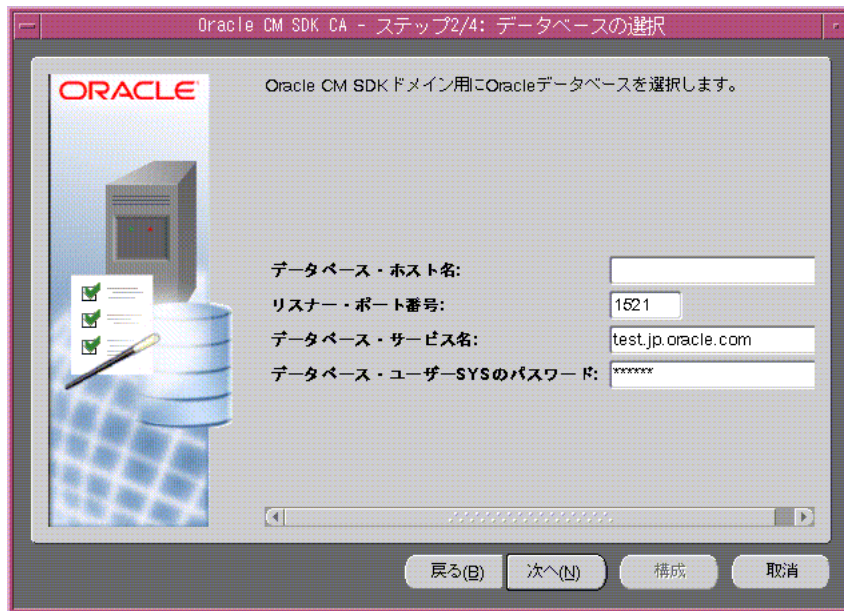 Oracle CM SDK CA - ステップ2/4: データベースの選択
ORACLE
Oracle CM SDKドメイン用にOracleデータベースを選択します。
データベース・ホスト名:
リスナー・ポート番号: 1521
データベース・サービス名: test.jp.oracle.com
データベース・ユーザーSYSのパスワード: ******
戻る(B) 次へ(N) 構成 取消